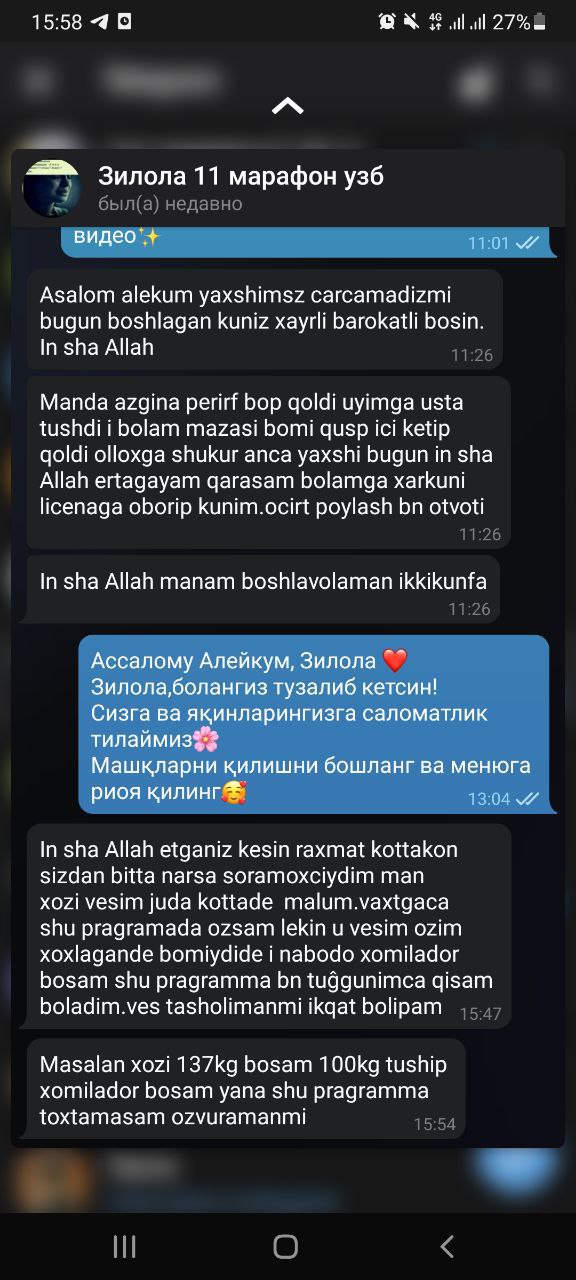 15:58
4G
27%
Зилола 11 марафон узб
был(а) недавно
видео✨
11:01
Asalom alekum yaxshimsz carcamadizmi
bugun boshlagan kuniz xayrli barokatli bosin.
In sha Allah
11:26
Manda azgina perirf bop qoldi uyimga usta
tushdi i bolam mazasi bomi qusp ici ketip
qoldi olloxga shukur anca yaxshi bugun in sha
Allah ertagayam qarasam bolamga xarkuni
licenaga oborip kunim.ocirt poylash bn otvoti
11:26
In sha Allah manam boshlavolaman ikkikunfa
11:26
Ассалому Алейкум, Зилола ❤️
Зилола,болангиз тузалиб кетсин!
Сизга ва яқинларингизга саломатлик
тилаймиз🌸
Машқларни қилишни бошланг ва менюга
риоя қилинг🥰
13:04
In sha Allah etganiz kesin raxmat kottakon
sizdan bitta narsa soramoxciydim man
xozi vesim juda kottade  malum.vaxtgaca
shu pragramada ozsam lekin u vesim ozim
xoxlagande bomiydide i nabodo xomilador
bosam shu pragramma bn tuĝgunimca qisam
boladim.ves tasholimanmi ikqat bolipam
15:47
Masalan xozi 137kg bosam 100kg tuship
xomilador bosam yana shu pragramma
toxtamasam ozvuramanmi
15:54